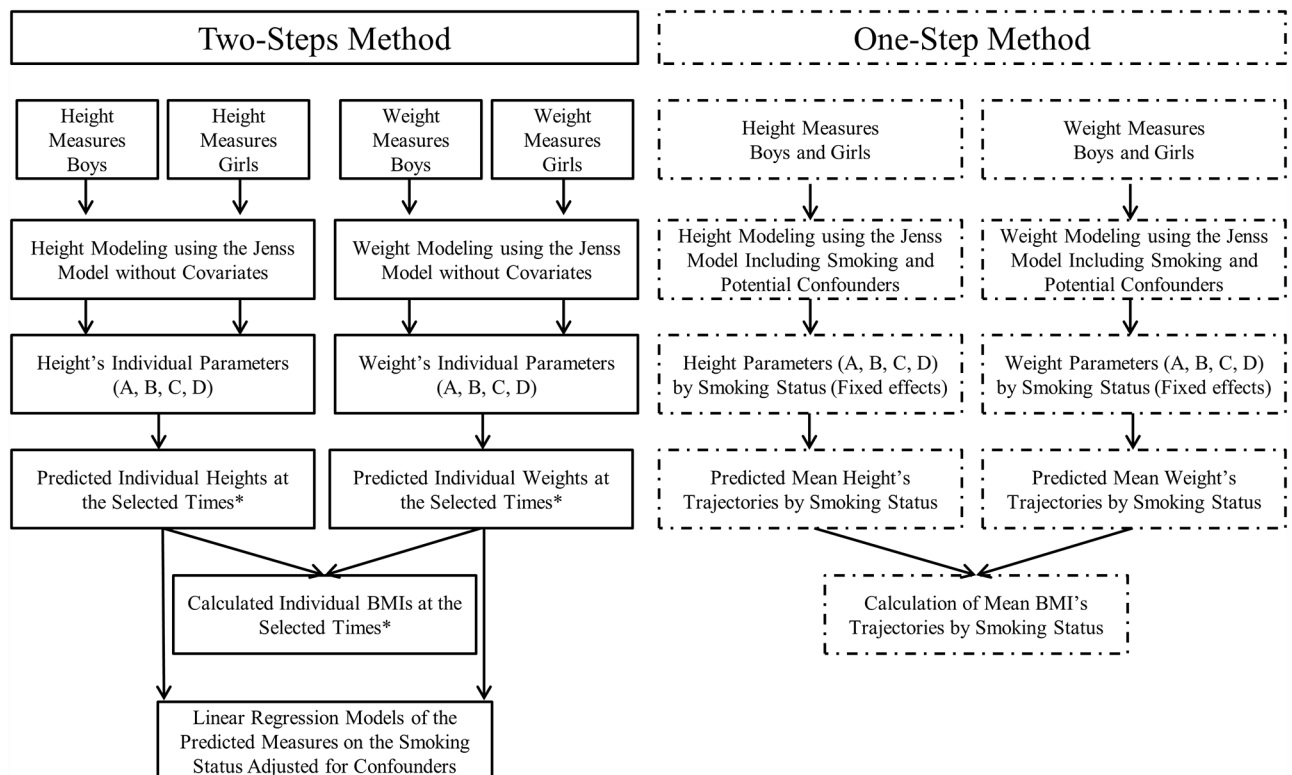 Two-Steps Method
One-Step Method
Height
Measures
Boys
Height
Measures
Girls
Weight
Measures
Boys
Weight
Measures
Girls
Height Measures
Boys and Girls
Weight Measures
Boys and Girls
Height Modeling using the Jenss
Model without Covariates
Weight Modeling using the Jenss
Model without Covariates
Height Modeling using the Jenss
Model Including Smoking and
Potential Confounders
Weight Modeling using the Jenss
Model Including Smoking and
Potential Confounders
Height's Individual Parameters
(A, B, C, D)
Weight's Individual Parameters
(A, B, C, D)
Height Parameters (A, B, C, D)
by Smoking Status (Fixed effects)
Weight Parameters (A, B, C, D)
by Smoking Status (Fixed effects)
Predicted Individual Heights at
the Selected Times*
Predicted Individual Weights at
the Selected Times*
Predicted Mean Height's
Trajectories by Smoking Status
Predicted Mean Weight's
Trajectories by Smoking Status
Calculated Individual BMIs at the
Selected Times*
Calculation of Mean BMI's
Trajectories by Smoking Status
Linear Regression Models of the
Predicted Measures on the Smoking
Status Adjusted for Confounders